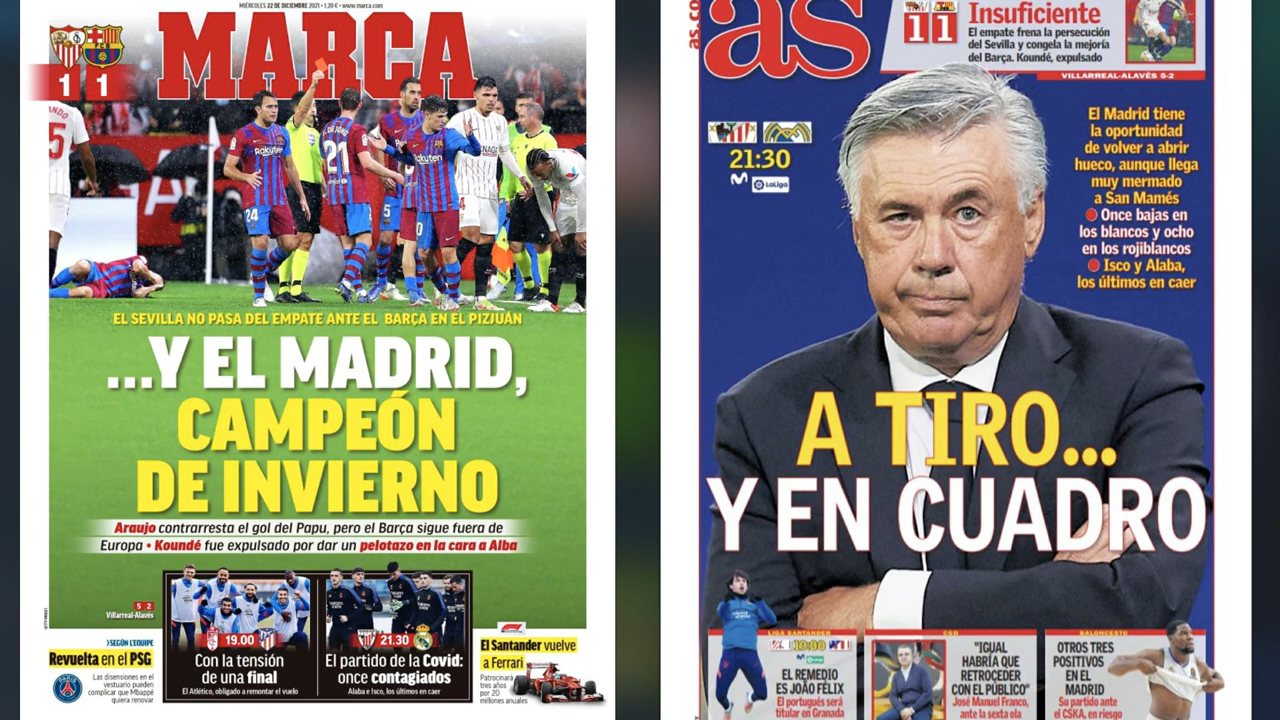 MIÉRCOLES 22 DE DICIEMBRE 2021 • 1,20 € • www.marca.com
MARCA
1 1
Rakuten
24
DE JONG
21
Rakuten
EL SEVILLA NO PASA DEL EMPATE ANTE EL BARÇA EN EL PIZJUÁN
...Y EL MADRID,
CAMPEÓN
DE INVIERNO
Araujo contrarresta el gol del Papu, pero el Barça sigue fuera de
Europa • Koundé fue expulsado por dar un pelotazo en la cara a Alba
5 2
Villarreal-Alavés
SEGÚN L'EQUIPE
Revuelta en el PSG
Las disensiones en el
vestuario pueden
complicar que Mbappé
quiera renovar
19.00
Con la tensión
de una final
El Atlético, obligado a remontar el vuelo
21.30
El partido de la Covid:
once contagiados
Alaba e Isco, los últimos en caer
El Santander vuelve
a Ferrari
Patrocinará
tres años
por 20
millones anuales
as.co
as
1 1
Insuficiente
El empate frena la persecución
del Sevilla y congela la mejoría
del Barça. Koundé, expulsado
VILLARREAL-ALAVÉS 5-2
21:30
LaLiga
El Madrid tiene
la oportunidad
de volver a abrir
hueco, aunque llega
muy mermado
a San Mamés
● Once bajas en
los blancos y ocho
en los rojiblancos
● Isco y Alaba,
los últimos en caer
A TIRO...
Y EN CUADRO
LIGA SANTANDER
19:00
EL REMEDIO
ES JOÃO FÉLIX
El portugués será
titular en Granada
CSD
"IGUAL
HABRÍA QUE
RETROCEDER
CON EL PÚBLICO"
José Manuel Franco,
ante la sexta ola
BALONCESTO
OTROS TRES
POSITIVOS
EN EL
MADRID
Su partido ante
el CSKA, en riesgo